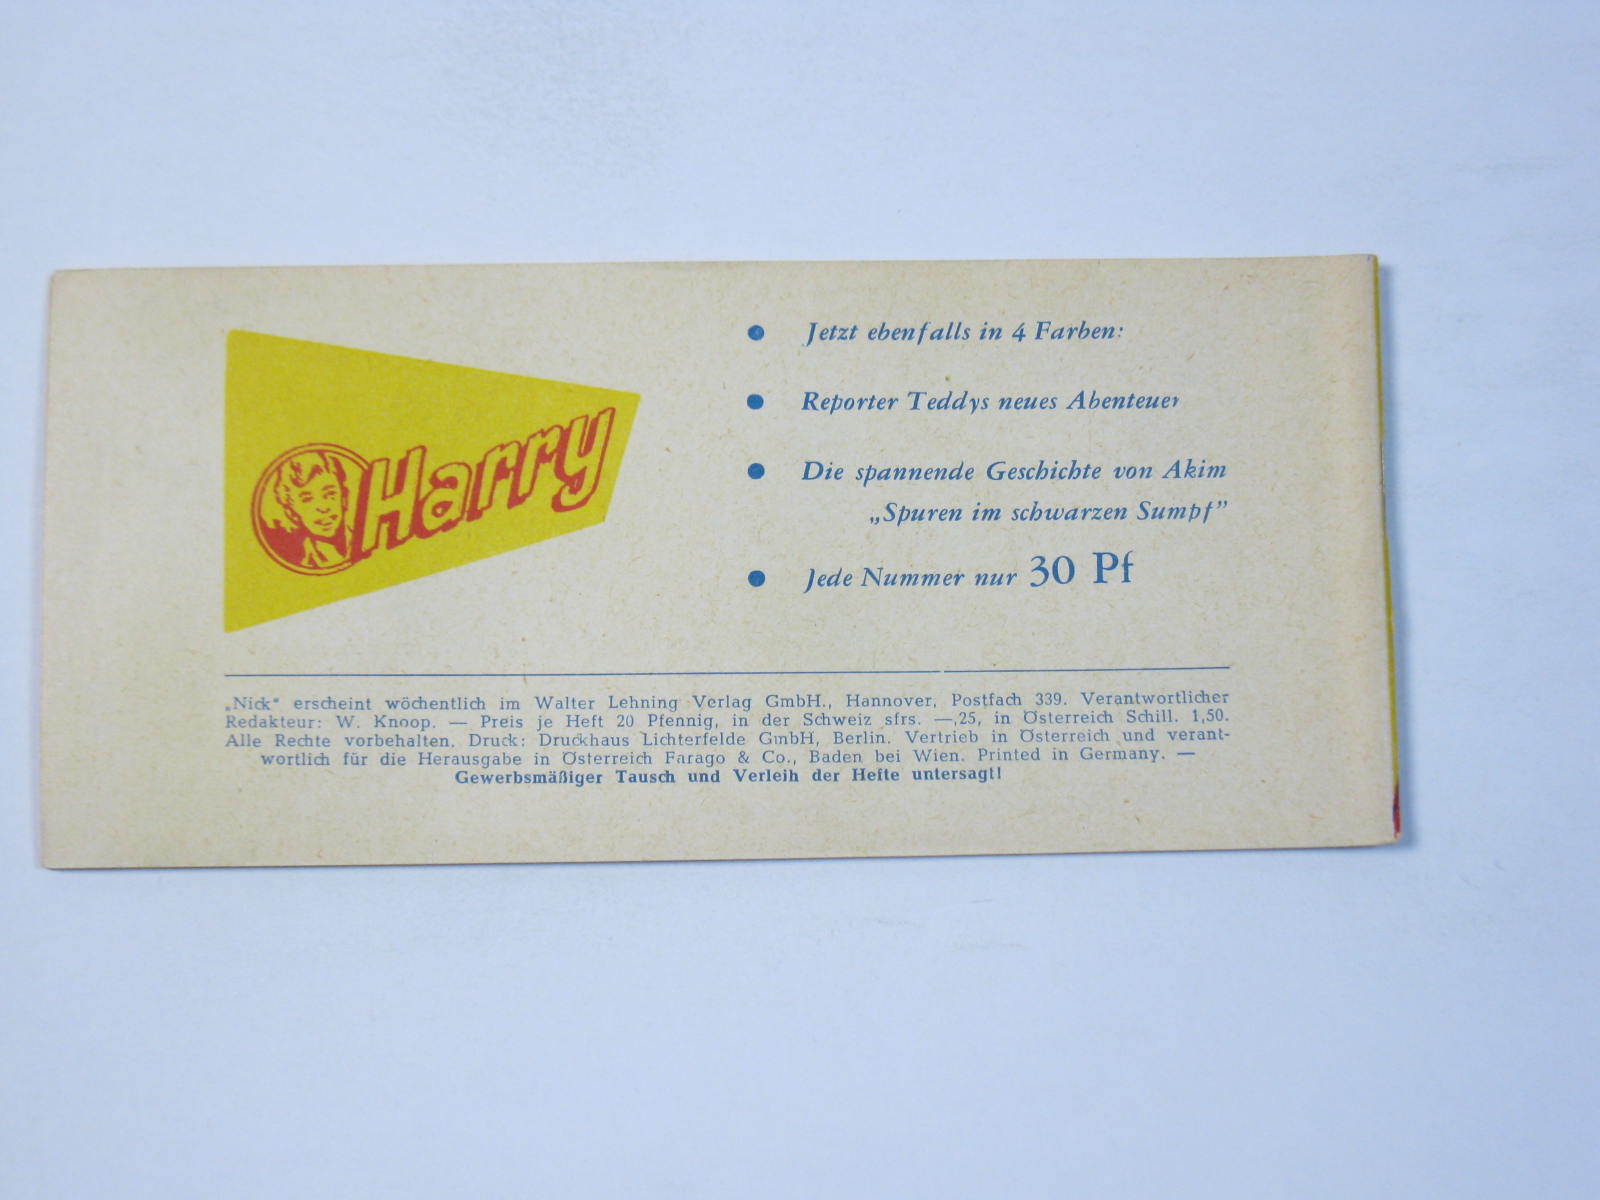 Harry
● Jetzt ebenfalls in 4 Farben:
● Reporter Teddys neues Abenteuer
● Die spannende Geschichte von Akim
„Spuren im schwarzen Sumpf”
● Jede Nummer nur 30 Pf
„Nick“ erscheint wöchentlich im Walter Lehning Verlag GmbH., Hannover, Postfach 339. Verantwortlicher
Redakteur: W. Knoop. — Preis je Heft 20 Pfennig, in der Schweiz sfrs. —,25, in Österreich Schill. 1,50.
Alle Rechte vorbehalten. Druck: Druckhaus Lichterfelde GmbH, Berlin. Vertrieb in Österreich und verant-
wortlich für die Herausgabe in Österreich Farago & Co., Baden bei Wien. Printed in Germany. —
Gewerbsmäßiger Tausch und Verleih der Hefte untersagt!